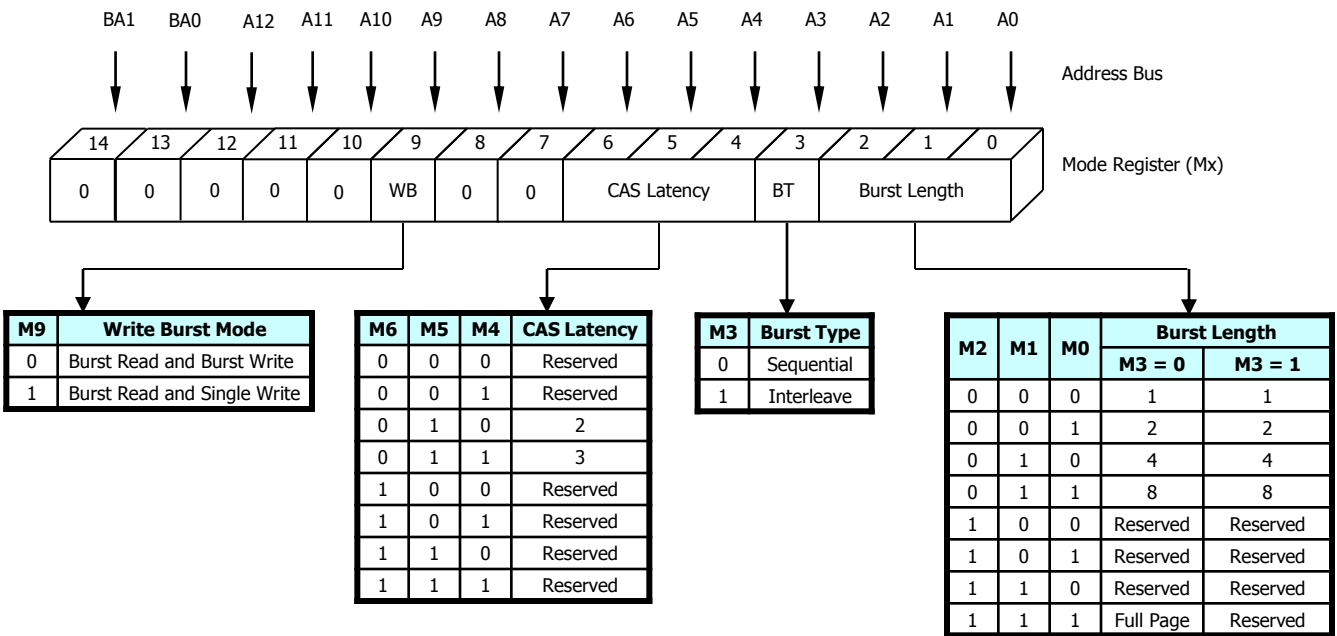 BA1 BA0 A12 A11 A10 A9 A8 A7 A6 A5 A4 A3 A2 A1 A0
Address Bus
14 13 12 11 10 9 8 7 6 5 4 3 2 1 0
Mode Register (Mx)
0 0 0 0 0 WB 0 0 CAS Latency BT Burst Length
M9 Write Burst Mode
0 Burst Read and Burst Write
1 Burst Read and Single Write
M6 M5 M4 CAS Latency
0 0 0 Reserved
0 0 1 Reserved
0 1 0 2
0 1 1 3
1 0 0 Reserved
1 0 1 Reserved
1 1 0 Reserved
1 1 1 Reserved
M3 Burst Type
0 Sequential
1 Interleave
M2 M1 M0 Burst Length
M3 = 0 M3 = 1
0 0 0 1 1
0 0 1 2 2
0 1 0 4 4
0 1 1 8 8
1 0 0 Reserved Reserved
1 0 1 Reserved Reserved
1 1 0 Reserved Reserved
1 1 1 Full Page Reserved